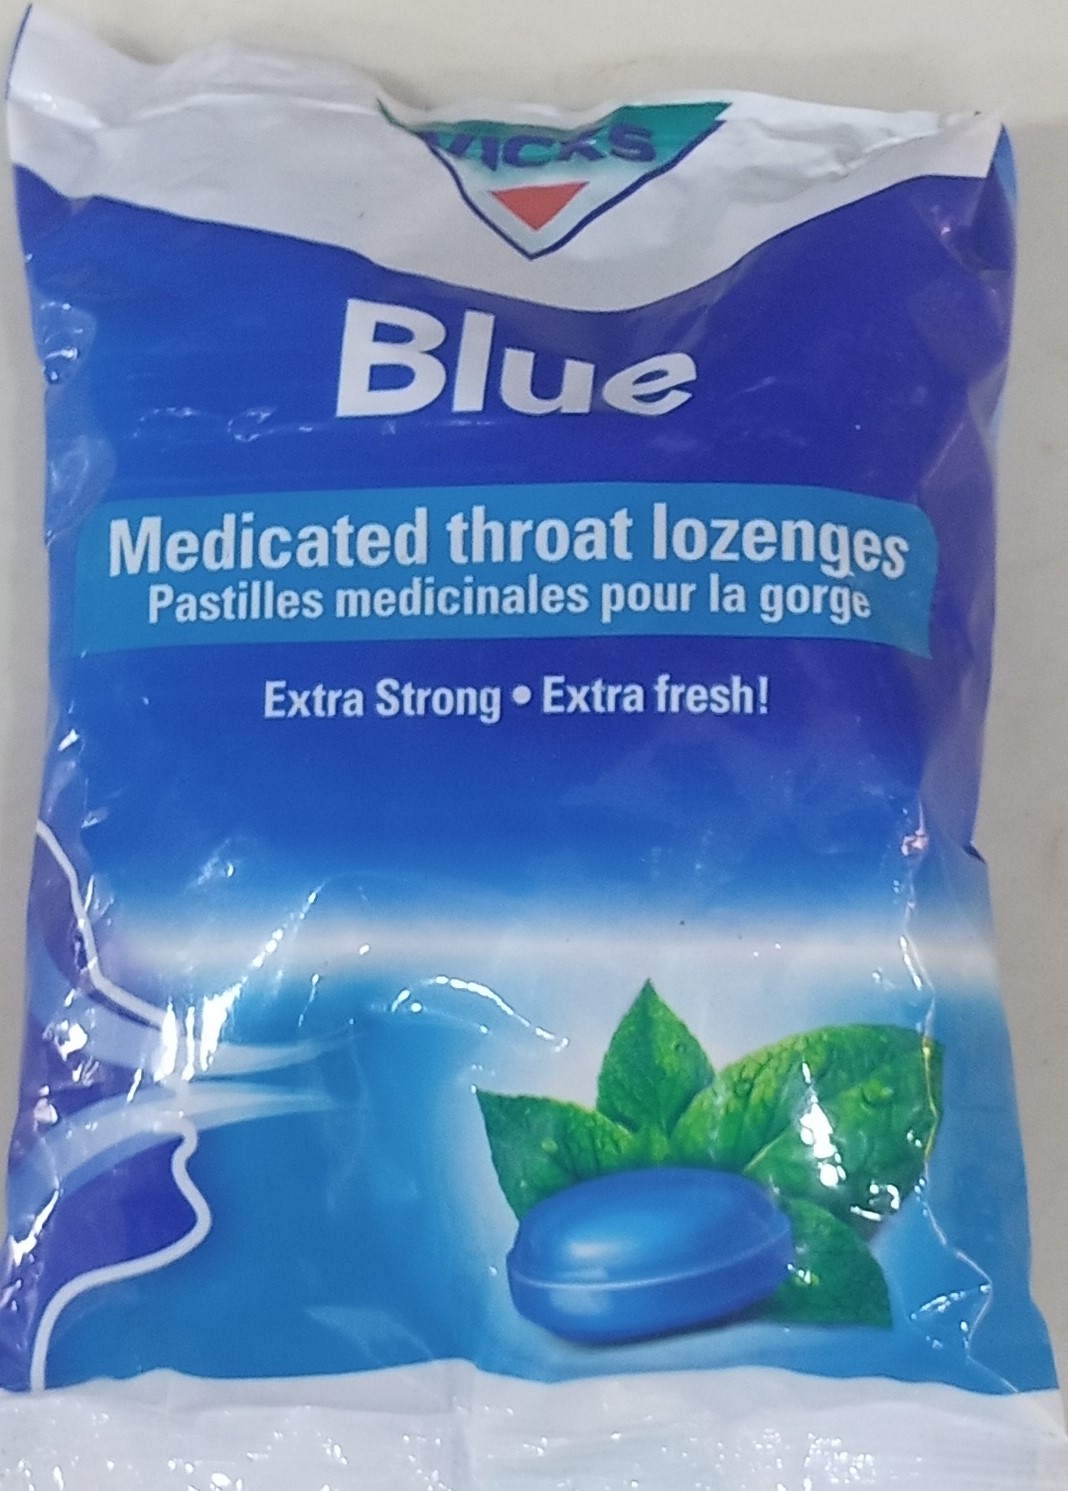 VICKS
Blue
Medicated throat lozenges
Pastilles medicinales pour la gorge
Extra Strong • Extra fresh!